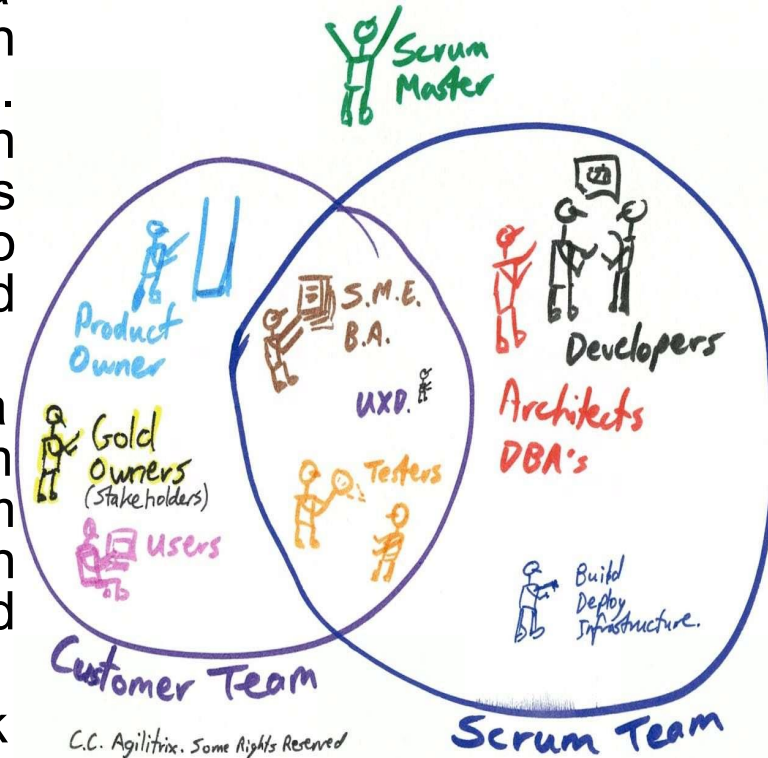 n
.
n
s
o
d
a
n
n
n
d
k
Scrum
Master
Product
Owner
Gold
Owners
(Stakeholders)
Users
Customer Team
S.M.E.
B.A.
UXD.
Testers
Developers
Architects
DBA's
Build
Deploy
Infrastructure.
Scrum Team
C.C. Agilitrix. Some Rights Reserved